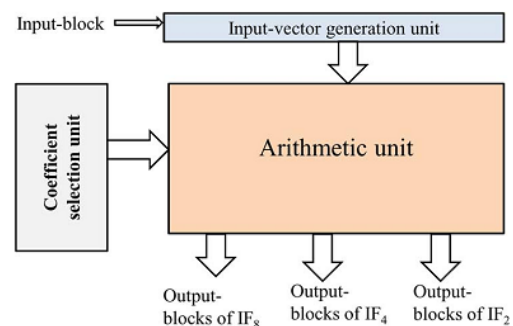 Input-block
Input-vector generation unit
Coefficient
selection unit
Arithmetic unit
Output-
blocks of IF₈
Output-
blocks of IF₄
Output-
blocks of IF₂